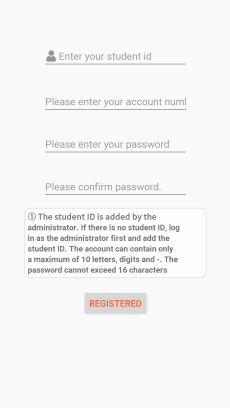 Enter your student id
Please enter your account numl
Please enter your password
Please confirm password.
① The student ID is added by the
administrator. If there is no student ID, log
in as the administrator first and add the
student ID. The account can contain only
a maximum of 10 letters, digits and -. The
password cannot exceed 16 characters
REGISTERED